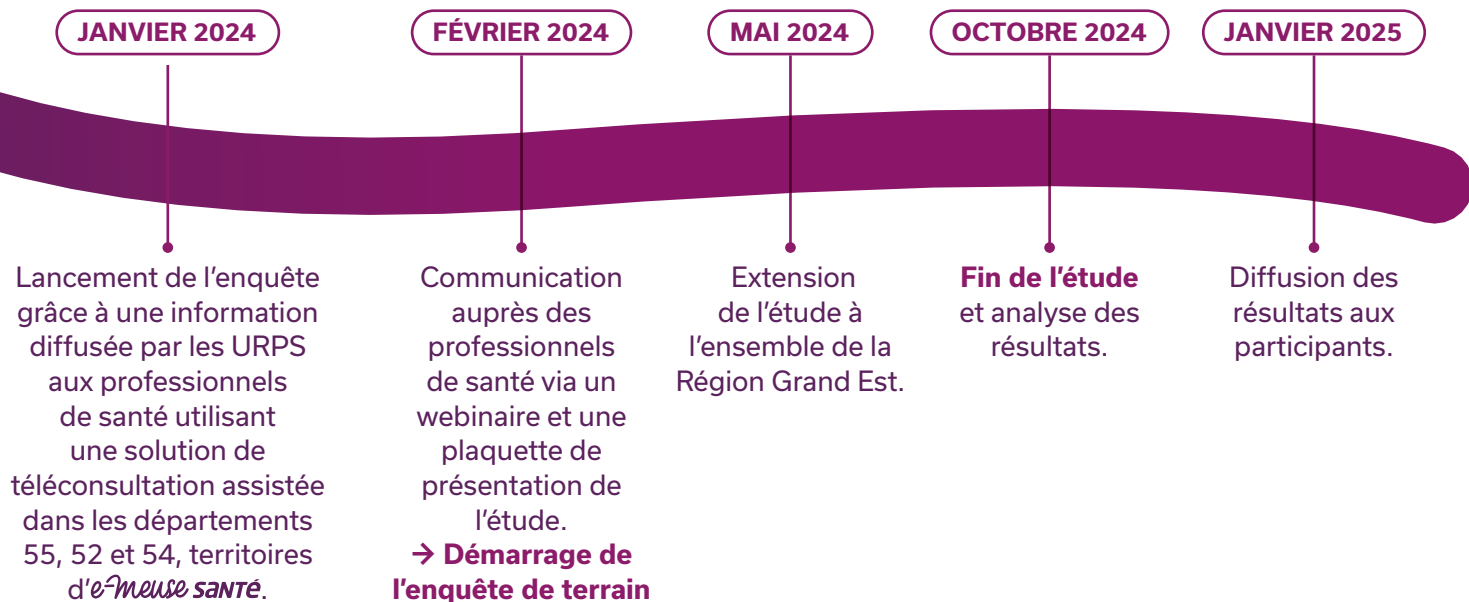 JANVIER 2024
Lancement de l'enquête
grâce à une information
diffusée par les URPS
aux professionnels
de santé utilisant
une solution de
téléconsultation assistée
dans les départements
55, 52 et 54, territoires
d'e-meuse santé.
FÉVRIER 2024
Communication
auprès des
professionnels
de santé via un
webinaire et une
plaquette de
présentation de
l'étude.
→ Démarrage de
l'enquête de terrain
MAI 2024
Extension
de l'étude à
l'ensemble de la
Région Grand Est.
OCTOBRE 2024
Fin de l'étude
et analyse des
résultats.
JANVIER 2025
Diffusion des
résultats aux
participants.